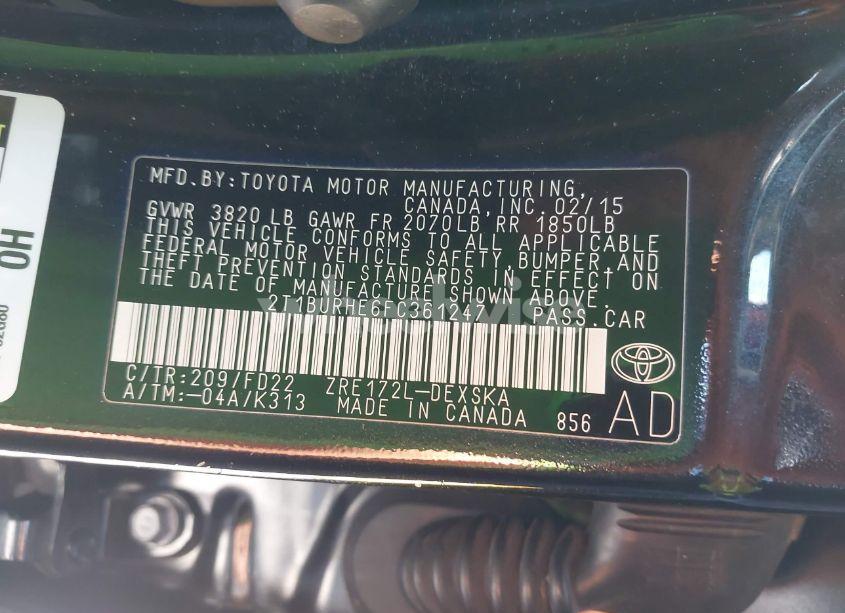 MFD.BY:TOYOTA MOTOR MANUFACTURING,
CANADA,INC. 02/15
GVWR 3820 LB GAWR FR 2070LB,RR 1850LB
THIS VEHICLE CONFORMS TO ALL APPLICABLE
FEDERAL MOTOR VEHICLE SAFETY,BUMPER,AND
THEFT PREVENTION STANDARDS IN EFFECT ON
THE DATE OF MANUFACTURE SHOWN ABOVE.
2T1BURHE6FC361247 PASS.CAR
C/TR:209/FD22 ZRE172L-DEXSKA
A/TM:-04A/K313 MADE IN CANADA 856 AD
OH